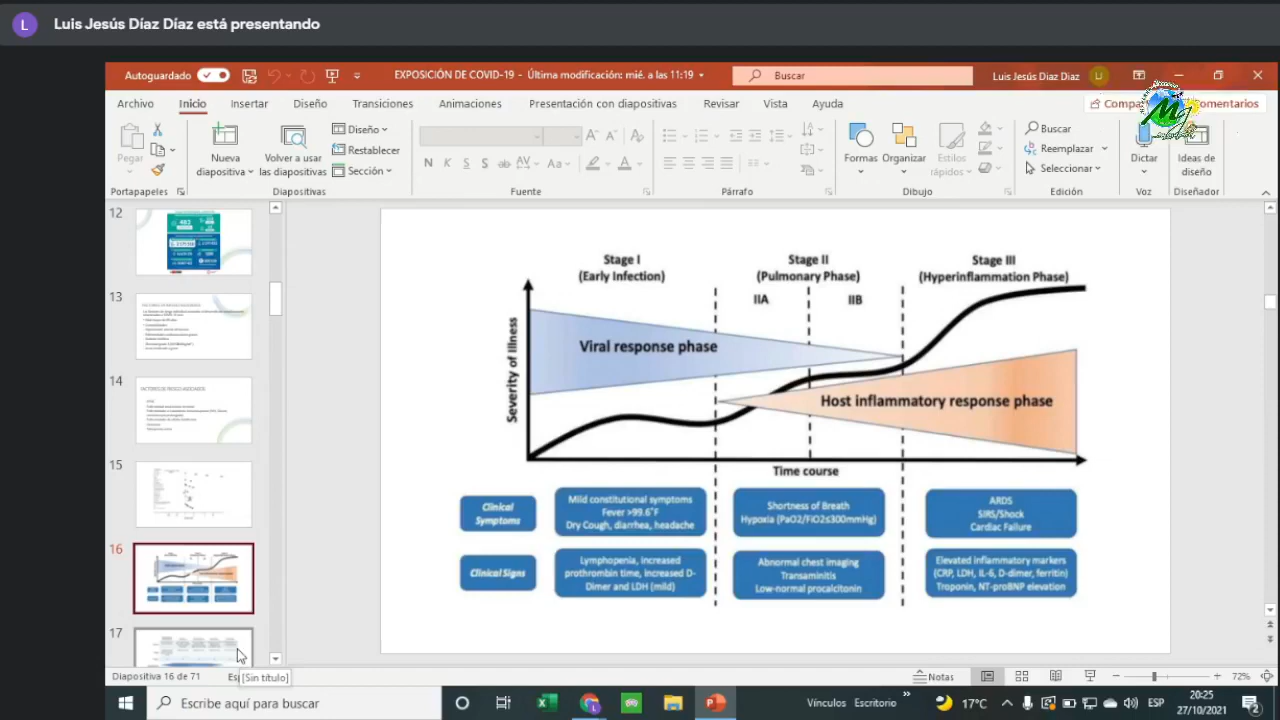 L Luis Jesús Díaz Díaz está presentando
Autoguardado
EXPOSICIÓN DE COVID-19 - Última modificación: mié. a las 11:19
Buscar
Luis Jesús Diaz Diaz
Archivo Inicio Insertar Diseño Transiciones Animaciones Presentación con diapositivas Revisar Vista Ayuda
Pegar
Nueva diapositiva
Volver a usar las diapositivas
Diseño
Restablecer
Sección
N K S S ab AV Aa A
Formas Organizar Estilos rápidos
Buscar
Reemplazar
Seleccionar
Dictar
Ideas de diseño
Portapapeles Diapositivas Fuente Párrafo Dibujo Edición Voz Diseñador
12
13
14
15
16
17
Stage I
(Early Infection)
Stage II
(Pulmonary Phase)
IIA IIB
Stage III
(Hyperinflammation Phase)
Severity of Illness
Viral response phase
Host inflammatory response phase
Time course
Clinical
Symptoms
Mild constitutional symptoms
Fever >99.6°F
Dry Cough, diarrhea, headache
Shortness of Breath
Hypoxia (PaO2/FiO2≤300mmHg)
ARDS
SIRS/Shock
Cardiac Failure
Clinical Signs
Lymphopenia, increased
prothrombin time, increased D-
Dimer and LDH (mild)
Abnormal chest imaging
Transaminitis
Low-normal procalcitonin
Elevated inflammatory markers
(CRP, LDH, IL-6, D-dimer, ferritin)
Troponin, NT-proBNP elevation
Diapositiva 16 de 71
[Sin título]
Notas
72%
Escribe aquí para buscar
Vínculos Escritorio
17°C
ESP
20:25
27/10/2021
2